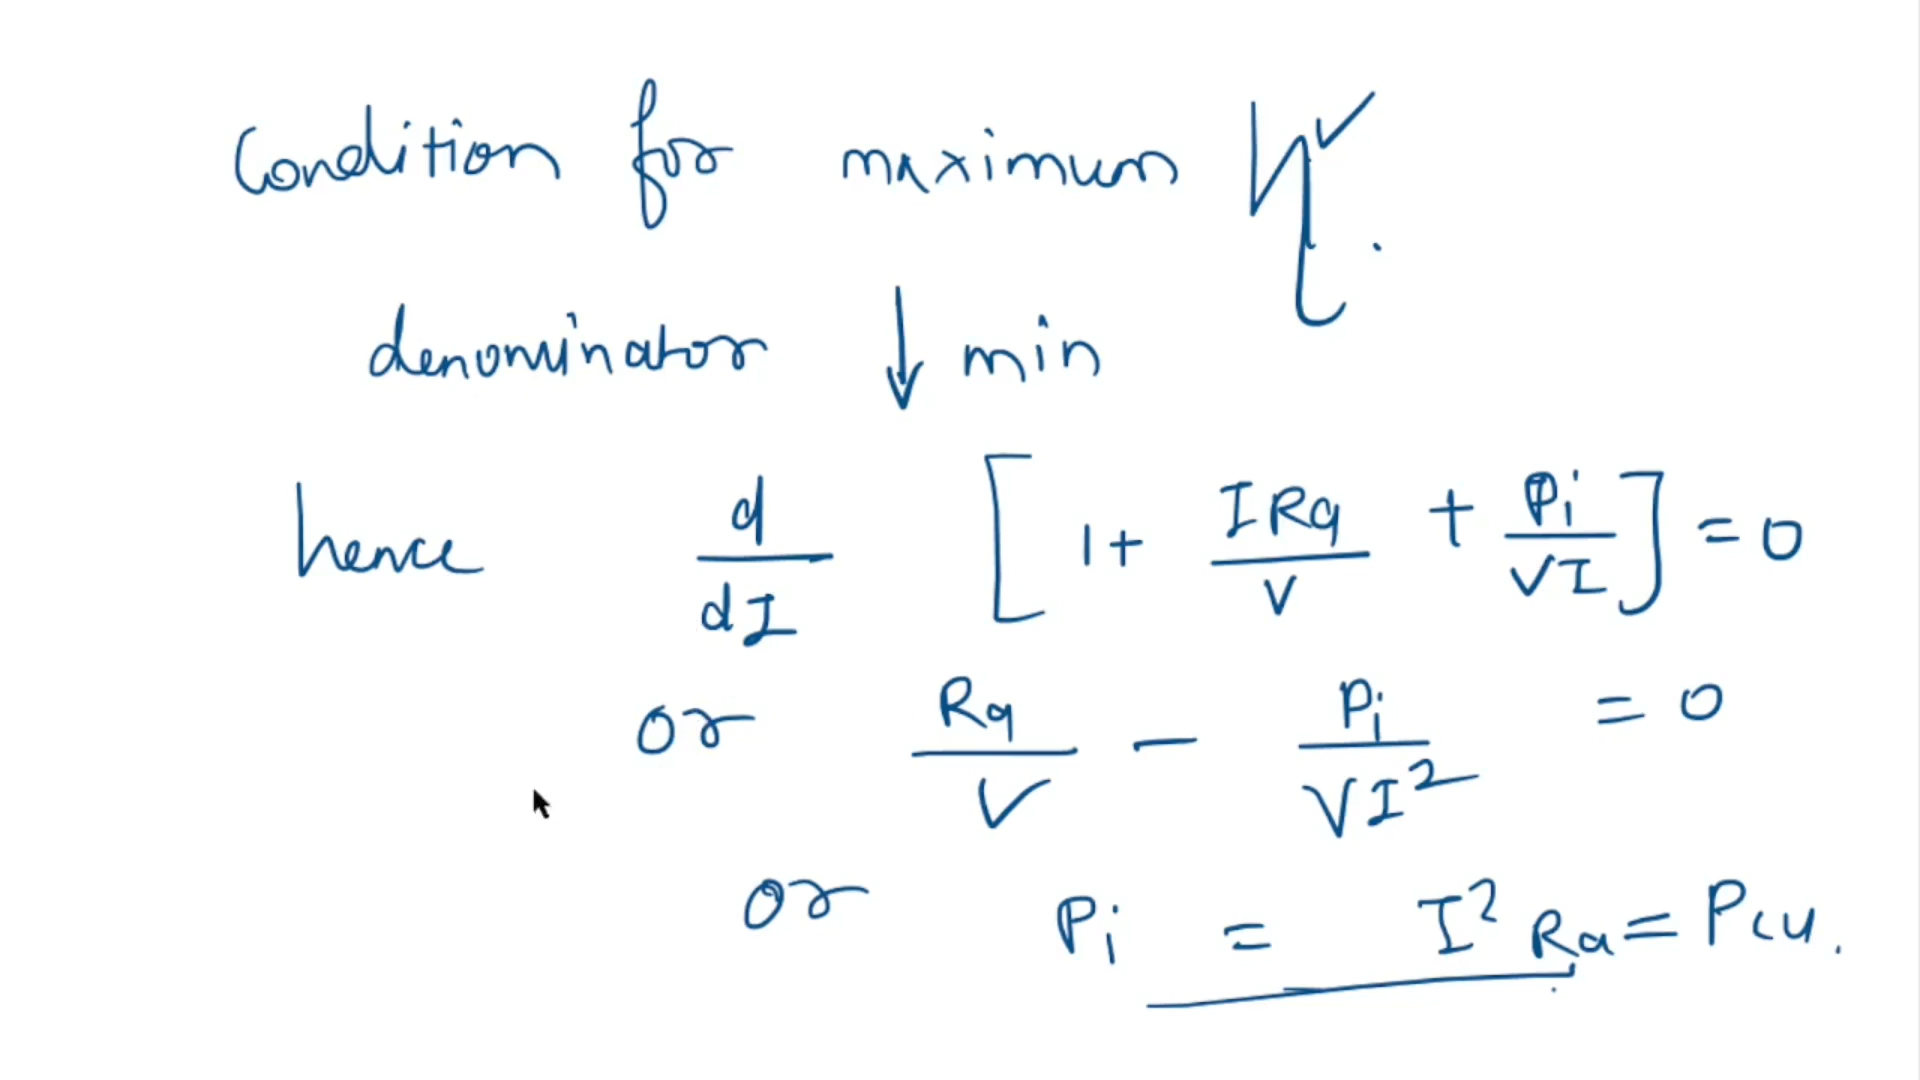 Condition for maximum η.
denominator ↓ min
hence d/dI [1 + IRa/V + Pi/VI] = 0
or Ra/V - Pi/VI² = 0
or Pi = I²Ra = Pcu.